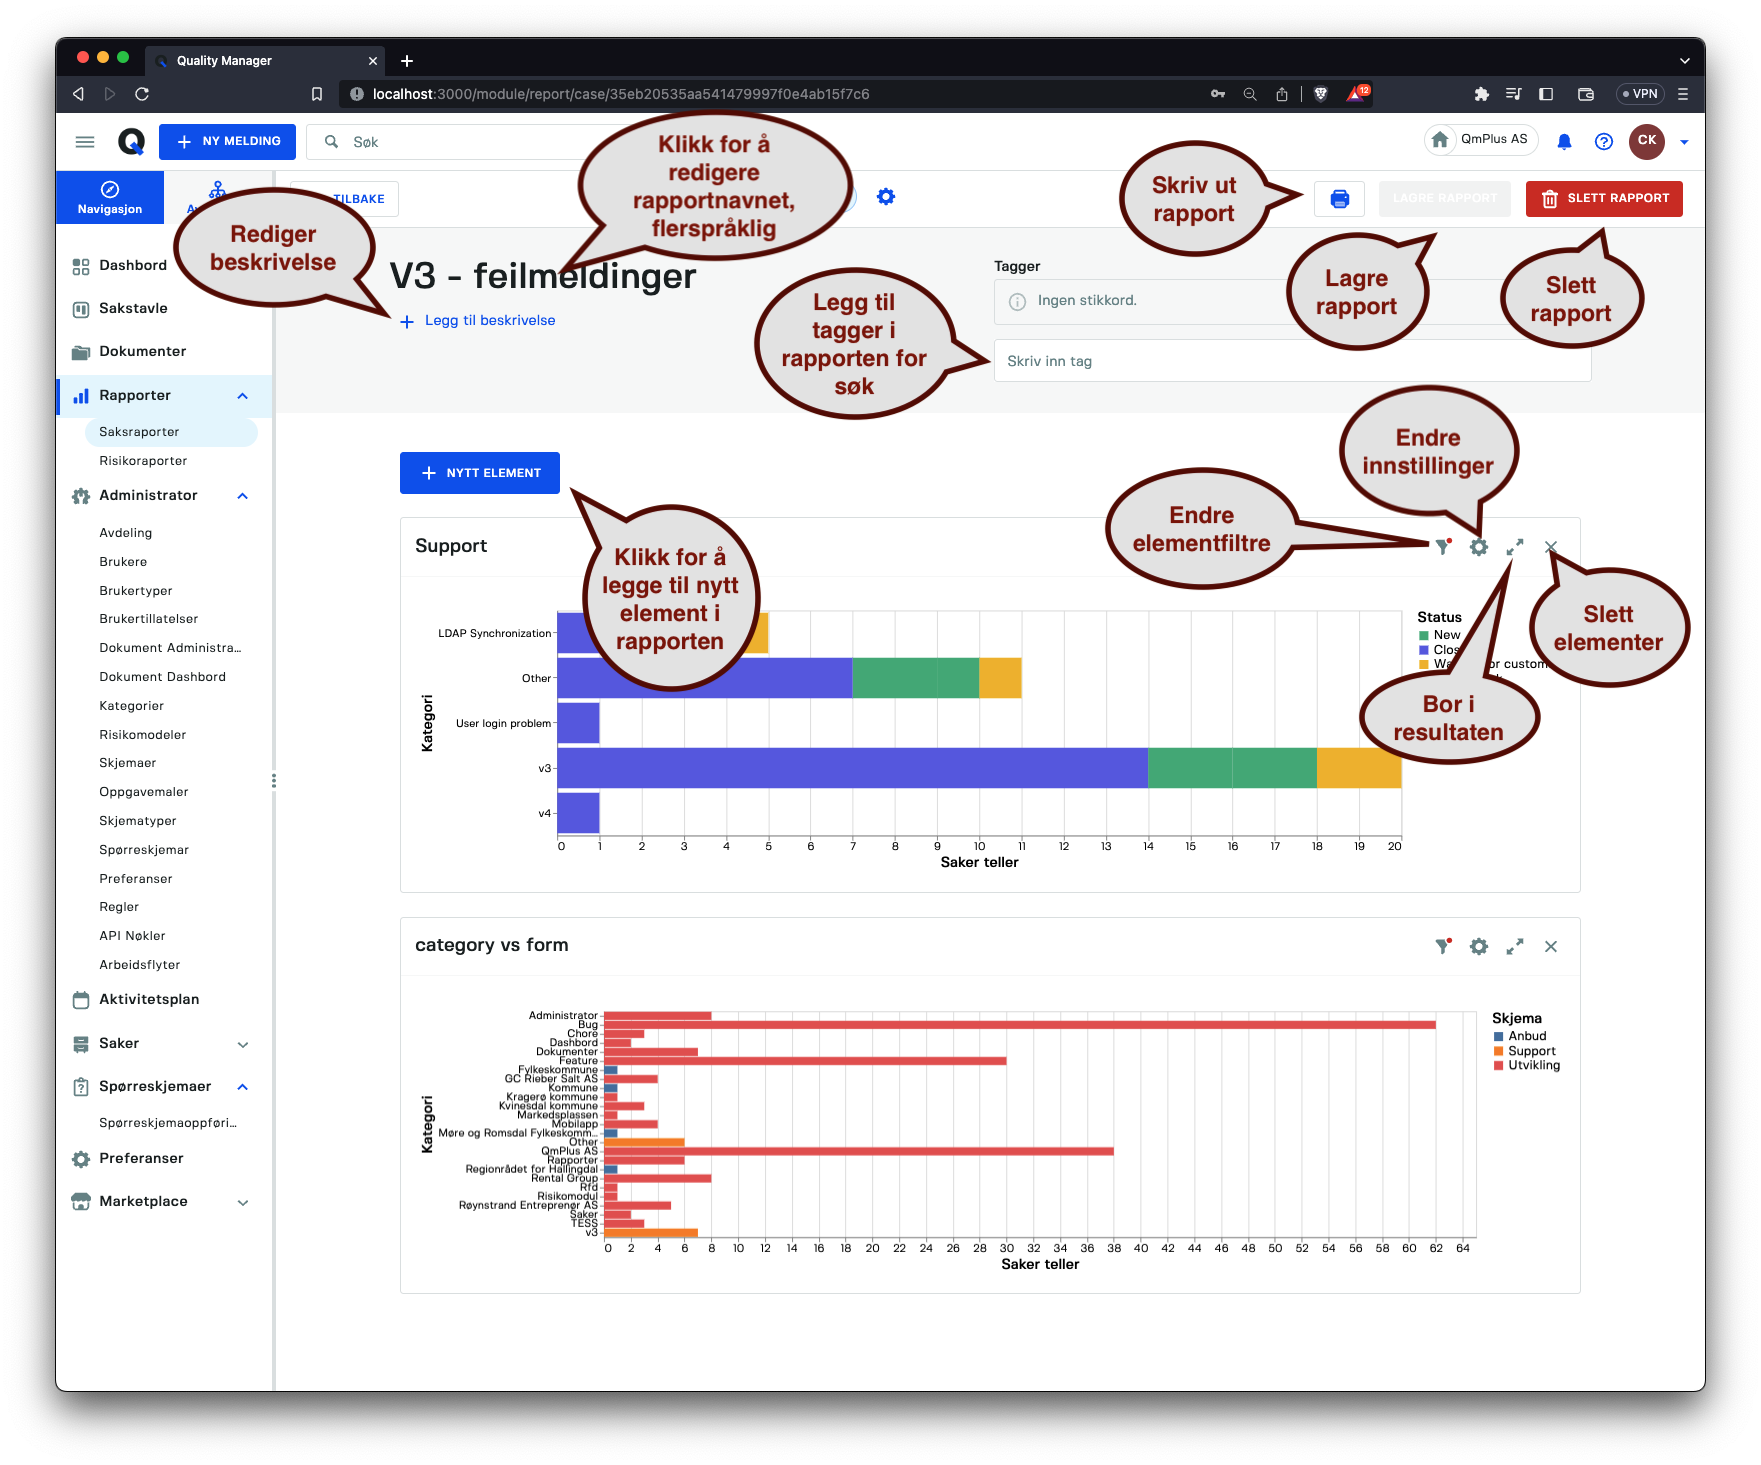 Quality Manager
localhost:3000/module/report/case/35eb20535aa541479997f0e4ab15f7c6
12
VPN
NY MELDING
Søk
QmPlus AS
CK
Navigasjon
TILBAKE
LAGRE RAPPORT
SLETT RAPPORT
Klikk for å
redigere
rapportnavnet,
flerspråklig
Skriv ut
rapport
Rediger
beskrivelse
Lagre
rapport
Slett
rapport
V3 - feilmeldinger
Legg til beskrivelse
Tagger
Ingen stikkord.
Skriv inn tag
Legg til
tagger i
rapporten for
søk
Dashbord
Sakstavle
Dokumenter
Rapporter
Saksraporter
Risikoraporter
Administrator
Avdeling
Brukere
Brukertyper
Brukertillatelser
Dokument Administra...
Dokument Dashbord
Kategorier
Risikomodeler
Skjemaer
Oppgavemaler
Skjematyper
Spørreskjemar
Preferanser
Regler
API Nøkler
Arbeidsflyter
Aktivitetsplan
Saker
Spørreskjemaer
Spørreskjemaoppføri...
Preferanser
Marketplace
NYTT ELEMENT
Klikk for å
legge til nytt
element i
rapporten
Endre
innstillinger
Endre
elementfiltre
Slett
elementer
Bor i
resultaten
Support
Kategori
LDAP Synchronization
Other
User login problem
v3
v4
0 1 2 3 4 5 6 7 8 9 10 11 12 13 14 15 16 17 18 19 20
Saker teller
Status
New
category vs form
Kategori
Administrator
Bug
Chore
Dashbord
Dokumenter
Feature
Fylkeskommune
GC Rieber Salt AS
Kommune
Kragerø kommune
Kvinesdal kommune
Markedsplassen
Mobilapp
Møre og Romsdal Fylkeskomm...
Other
QmPlus AS
Rapporter
Regionrådet for Hallingdal
Rental Group
Rfd
Risikomodul
Røynstrand Entreprenør AS
Saker
TESS
v3
0 2 4 6 8 10 12 14 16 18 20 22 24 26 28 30 32 34 36 38 40 42 44 46 48 50 52 54 56 58 60 62 64
Saker teller
Skjema
Anbud
Support
Utvikling